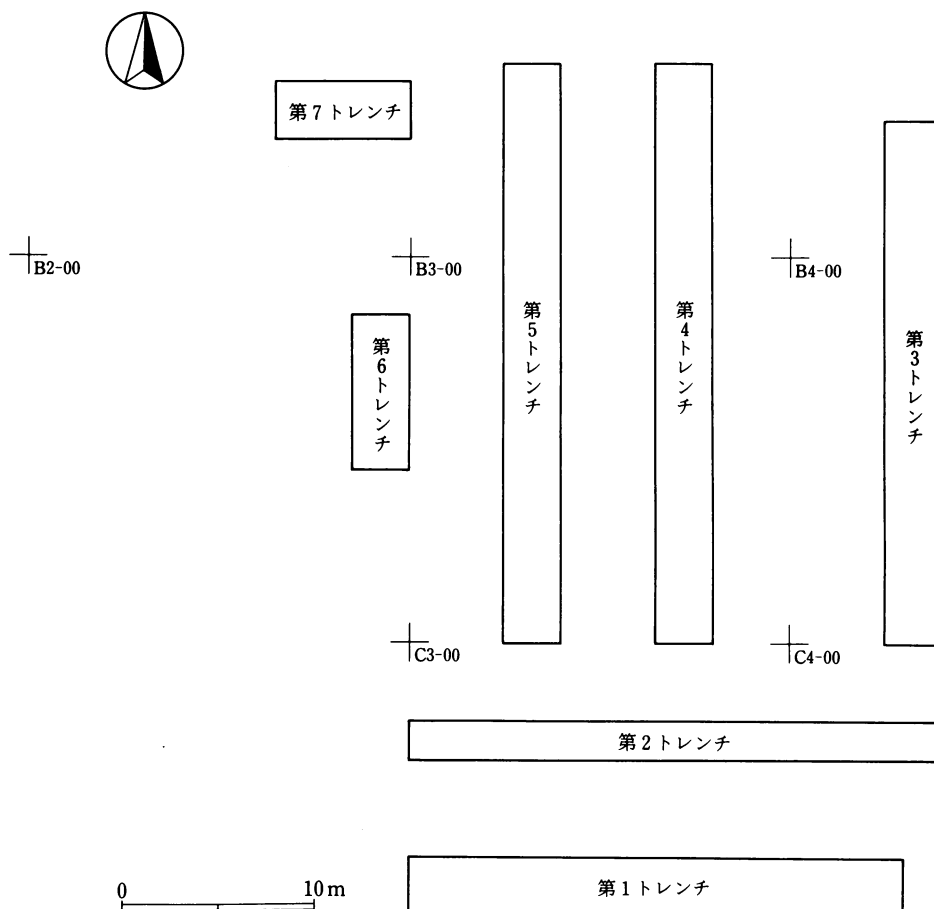 第7トレンチ
B2-00
B3-00
B4-00
第5トレンチ
第4トレンチ
第3トレンチ
第6トレンチ
C3-00
C4-00
第2トレンチ
第1トレンチ
0
10m